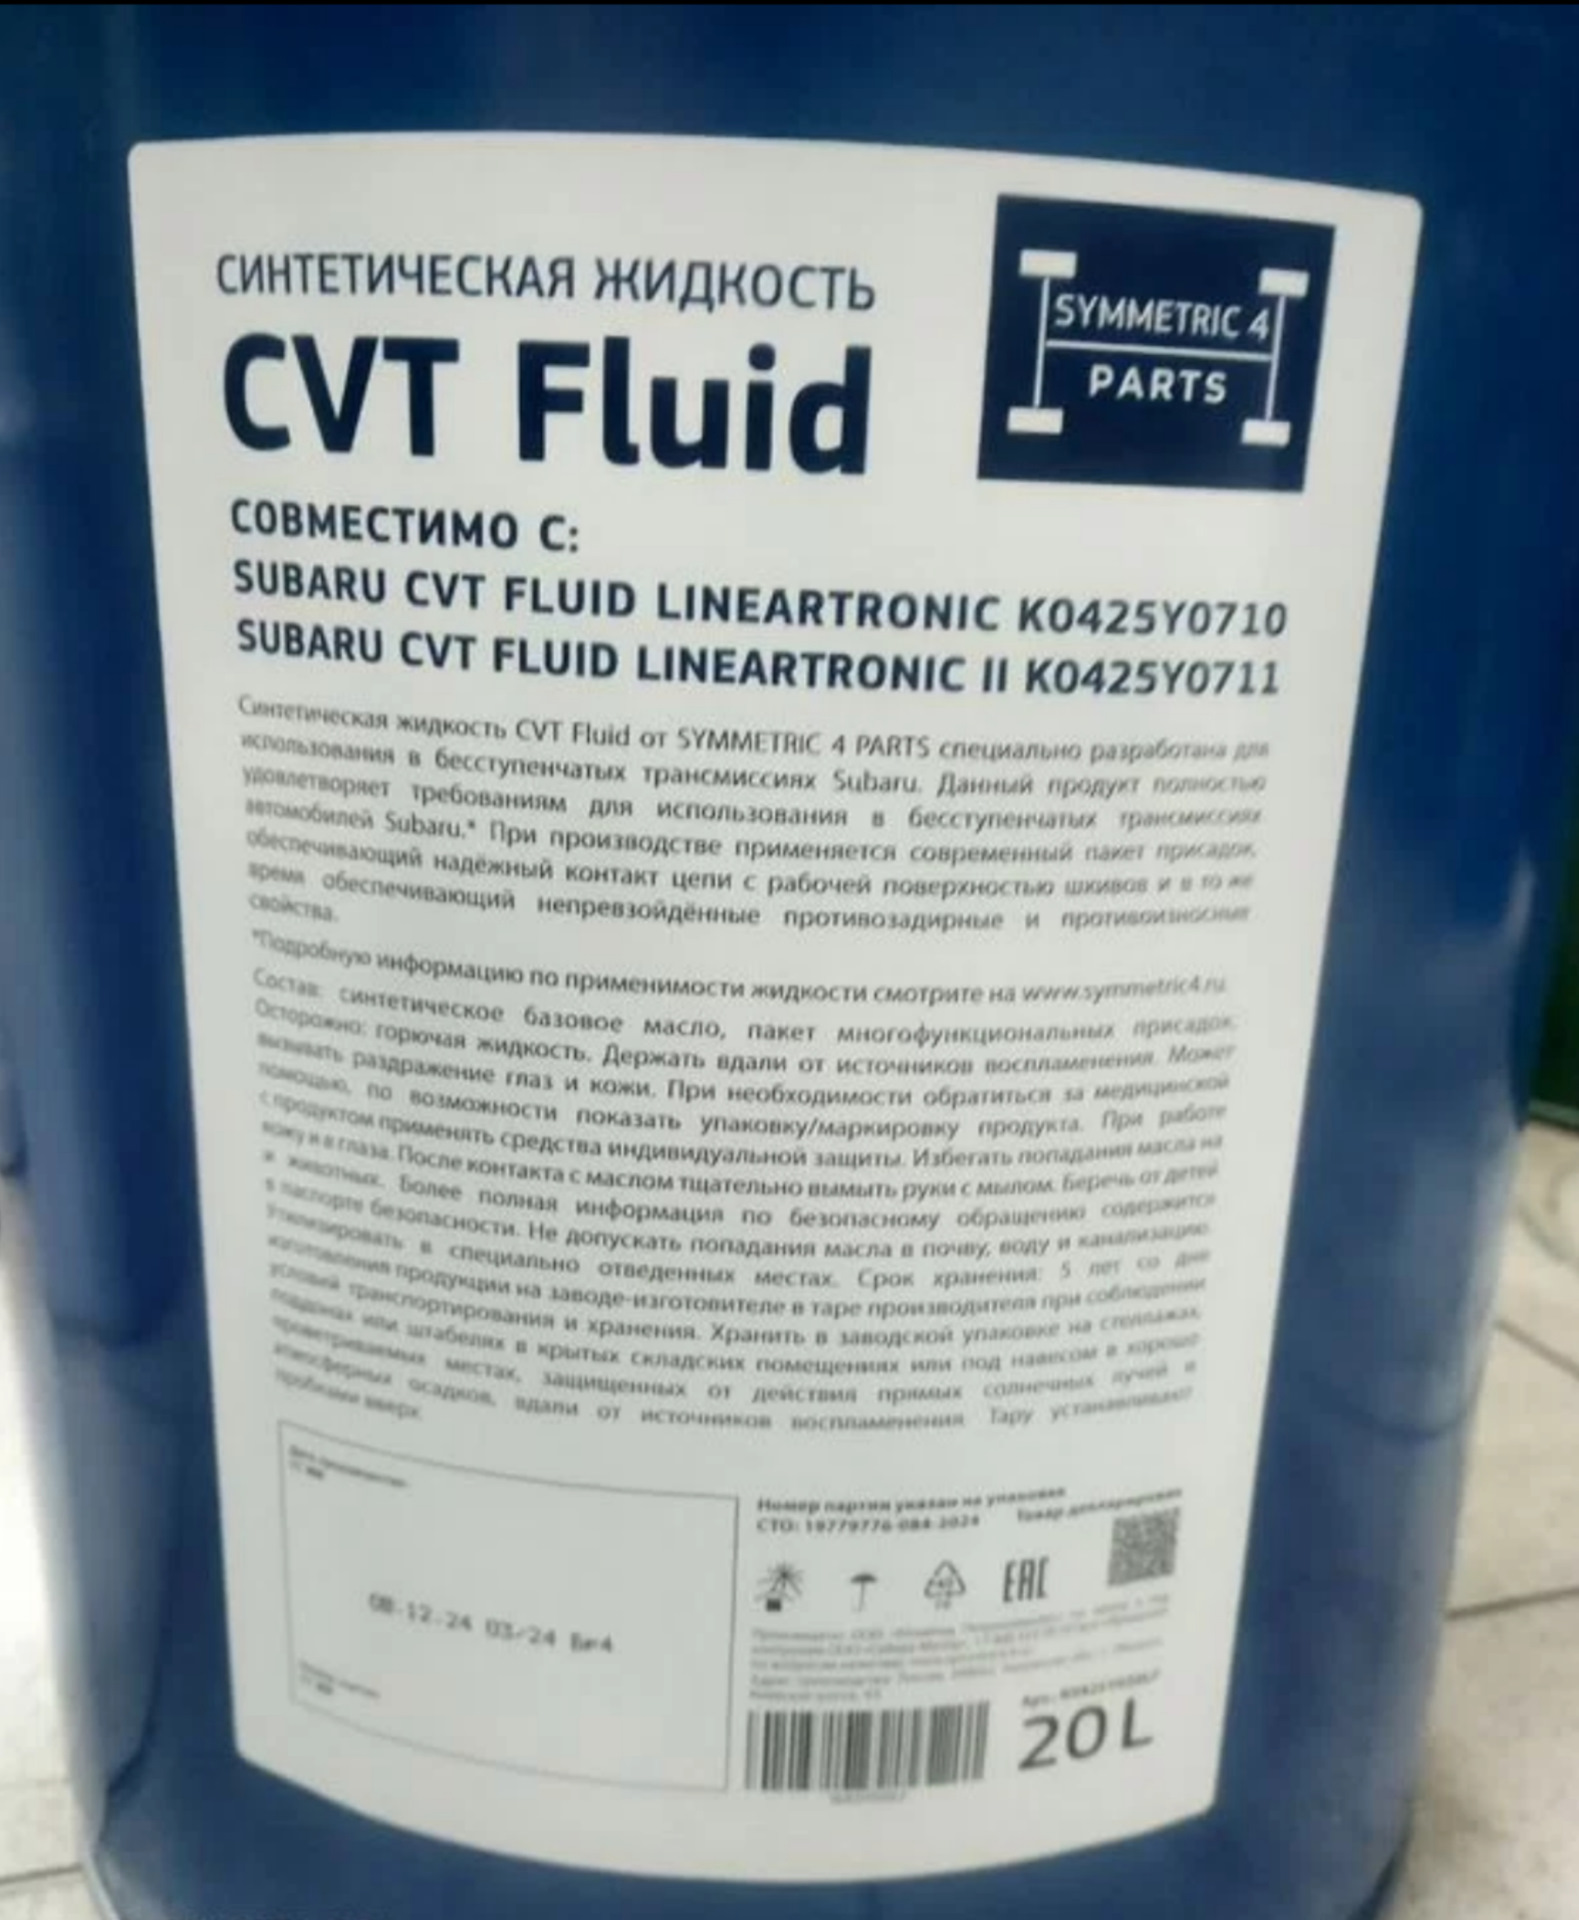 СИНТЕТИЧЕСКАЯ ЖИДКОСТЬ
CVT Fluid
SYMMETRIC 4
PARTS
СОВМЕСТИМО С:
SUBARU CVT FLUID LINEARTRONIC K0425Y0710
SUBARU CVT FLUID LINEARTRONIC II K0425Y0711
Синтетическая жидкость CVT Fluid от SYMMETRIC 4 PARTS специально разработана для
использования в бесступенчатых трансмиссиях Subaru. Данный продукт полностью
удовлетворяет требованиям для использования в бесступенчатых трансмиссиях
автомобилей Subaru.* При производстве применяется современный пакет присадок,
обеспечивающий надёжный контакт цепи с рабочей поверхностью шкивов и в то же
время обеспечивающий непревзойдённые противозадирные и противоизносные
свойства.
*Подробную информацию по применимости жидкости смотрите на www.symmetric4.ru
Состав: синтетическое базовое масло, пакет многофункциональных присадок.
Осторожно: горючая жидкость. Держать вдали от источников воспламенения. Может
вызывать раздражение глаз и кожи. При необходимости обратиться за медицинской
помощью, по возможности показать упаковку/маркировку продукта. При работе
с продуктом применять средства индивидуальной защиты. Избегать попадания масла на
кожу и в глаза. После контакта с маслом тщательно вымыть руки с мылом. Беречь от детей
и животных. Более полная информация по безопасному обращению содержится
в паспорте безопасности. Не допускать попадания масла в почву, воду и канализацию.
Утилизировать в специально отведенных местах. Срок хранения: 5 лет со дня
изготовления продукции на заводе-изготовителе в таре производителя при соблюдении
условий транспортирования и хранения. Хранить в заводской упаковке на стеллажах,
поддонах или штабелях в крытых складских помещениях или под навесом в хорошо
проветриваемых местах, защищенных от действия прямых солнечных лучей и
атмосферных осадков, вдали от источников воспламенения. Тару устанавливают
пробками вверх.
Номер партии указан на упаковке
СТО: 19779776-084-2024 Товар декларирован
EAC
08.12.24 03/24 Бг4
20 L